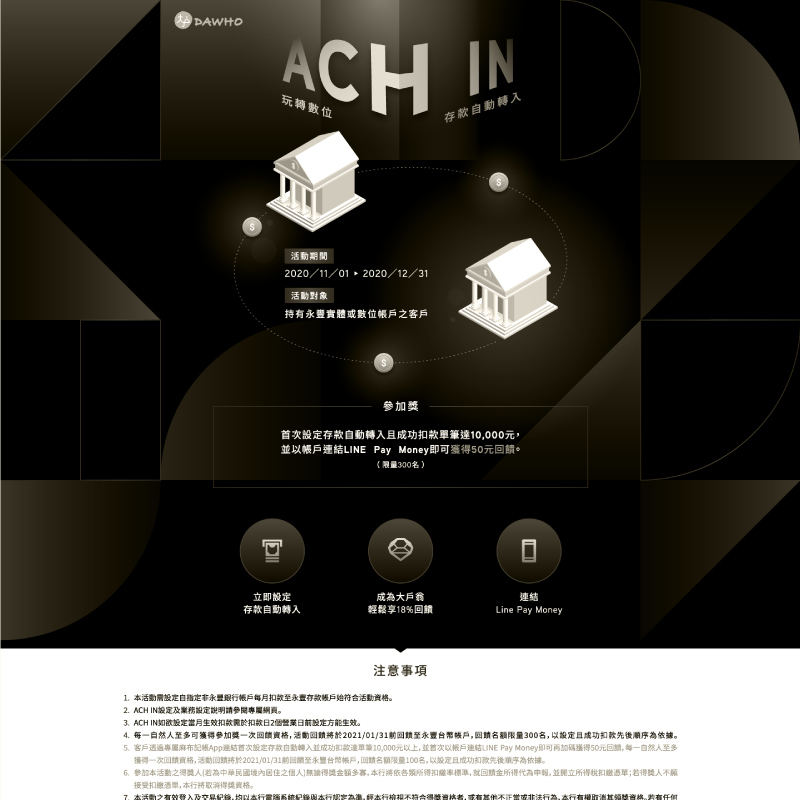 DAWHO
ACH IN
玩轉數位
存款自動轉入
活動期間
2020/11/01 ▸ 2020/12/31
活動對象
持有永豐實體或數位帳戶之客戶
參加獎
首次設定存款自動轉入且成功扣款單筆達10,000元,
並以帳戶連結LINE Pay Money即可獲得50元回饋。
(限量300名)
立即設定
存款自動轉入
成為大戶翁
輕鬆享18%回饋
連結
Line Pay Money
注意事項
1. 本活動需設定自指定非永豐銀行帳戶每月扣款至永豐存款帳戶始符合活動資格。
2. ACH IN設定及業務設定說明請參閱專屬網頁。
3. ACH IN如欲設定當月生效扣款需於扣款日2個營業日前設定方能生效。
4. 每一自然人至多可獲得參加獎一次回饋資格,活動回饋將於2021/01/31前回饋至永豐台幣帳戶,回饋名額限量300名,以設定且成功扣款先後順序為依據。
5. 客戶透過專屬麻布記帳App連結首次設定存款自動轉入並成功扣款達單筆10,000元以上,並首次以帳戶連結LINE Pay Money即可再加碼獲得50元回饋,每一自然人至多
獲得一次回饋資格,活動回饋將於2021/01/31前回饋至永豐台幣帳戶,回饋名額限量100名,以設定且成功扣款先後順序為依據。
6. 參加本活動之得獎人(若為中華民國境內居住之個人)無論得獎金額多寡,本行將依各類所得扣繳率標準,就回饋金所得代為申報,並開立所得稅扣繳憑單;若得獎人不願
接受扣繳憑單,本行將取消得獎資格。
7. 本活動之有效登入及交易紀錄,均以本行電腦系統紀錄與本行認定為準,經本行檢視不符合得獎資格者,或有其他不正當或非法行為,本行有權取消其領獎資格,若有任何